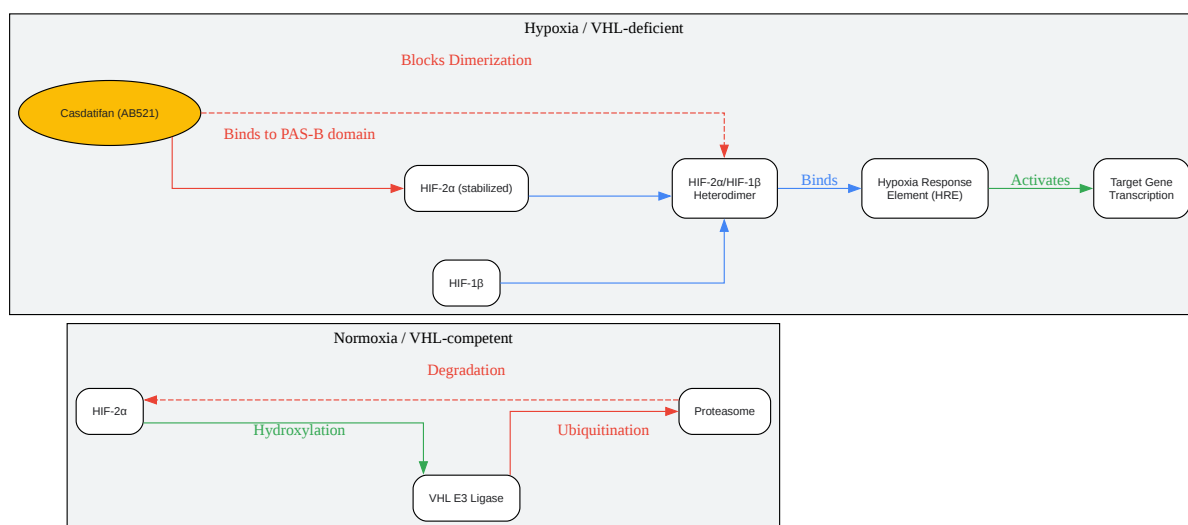 Hypoxia / VHL-deficient
Blocks Dimerization
Casdatifan (AB521)
Binds to PAS-B domain
HIF-2α (stabilized)
HIF-2α/HIF-1β
Heterodimer
Binds
Hypoxia Response
Element (HRE)
Activates
Target Gene
Transcription
HIF-1β
Normoxia / VHL-competent
Degradation
HIF-2α
Proteasome
Hydroxylation
Ubiquitination
VHL E3 Ligase